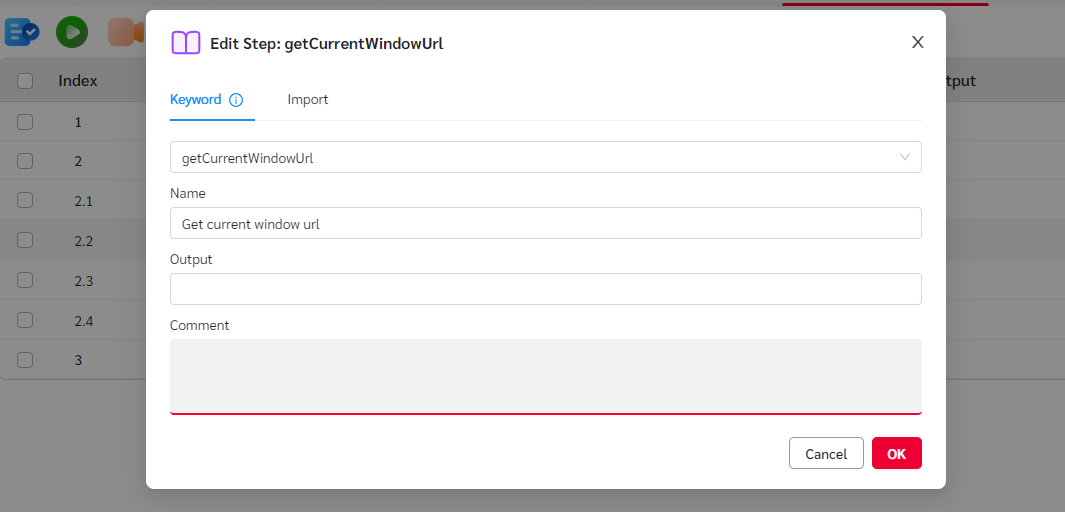 Edit Step: getCurrentWindowUrl
X
Index
tput
Keyword
Import
1
getCurrentWindowUrl
2
Name
2.1
Get current window url
2.2
Output
2.3
2.4
Comment
3
Cancel
OK